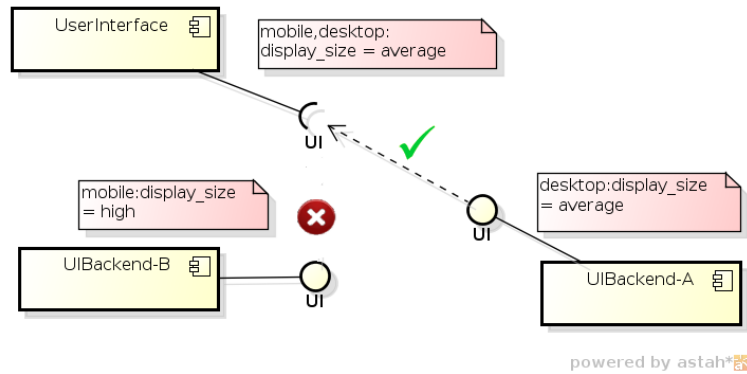 UserInterface
mobile,desktop:
display_size = average
UI
mobile:display_size
= high
desktop:display_size
= average
UI
UIBackend-B
UI
UIBackend-A
powered by astah*